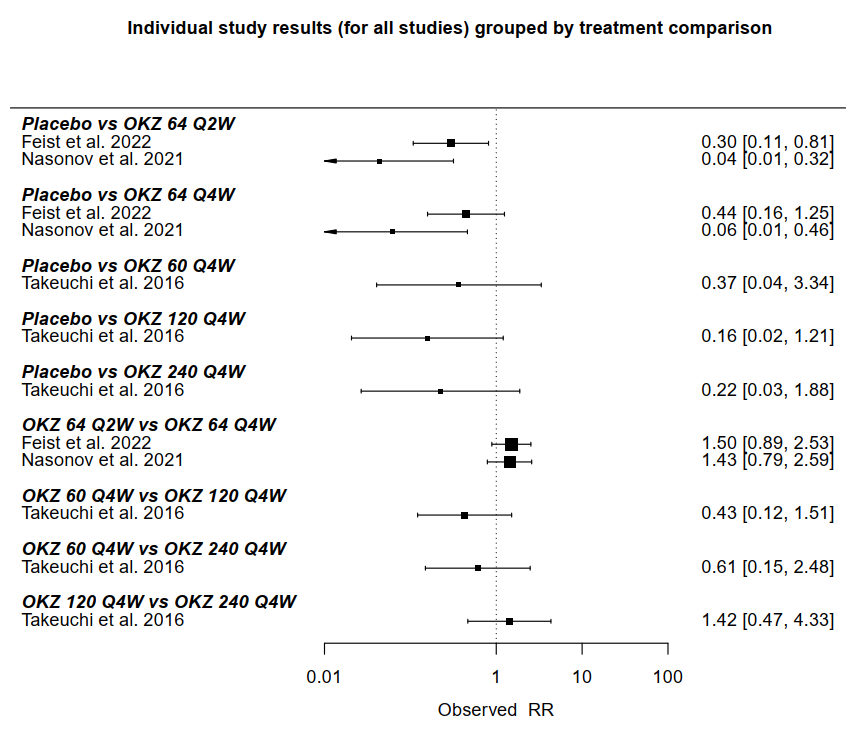 Individual study results (for all studies) grouped by treatment comparison
Placebo vs OKZ 64 Q2W
Feist et al. 2022 0.30 [0.11, 0.81]
Nasonov et al. 2021 0.04 [0.01, 0.32]
Placebo vs OKZ 64 Q4W
Feist et al. 2022 0.44 [0.16, 1.25]
Nasonov et al. 2021 0.06 [0.01, 0.46]
Placebo vs OKZ 60 Q4W
Takeuchi et al. 2016 0.37 [0.04, 3.34]
Placebo vs OKZ 120 Q4W
Takeuchi et al. 2016 0.16 [0.02, 1.21]
Placebo vs OKZ 240 Q4W
Takeuchi et al. 2016 0.22 [0.03, 1.88]
OKZ 64 Q2W vs OKZ 64 Q4W
Feist et al. 2022 1.50 [0.89, 2.53]
Nasonov et al. 2021 1.43 [0.79, 2.59]
OKZ 60 Q4W vs OKZ 120 Q4W
Takeuchi et al. 2016 0.43 [0.12, 1.51]
OKZ 60 Q4W vs OKZ 240 Q4W
Takeuchi et al. 2016 0.61 [0.15, 2.48]
OKZ 120 Q4W vs OKZ 240 Q4W
Takeuchi et al. 2016 1.42 [0.47, 4.33]
0.01 1 10 100
Observed RR